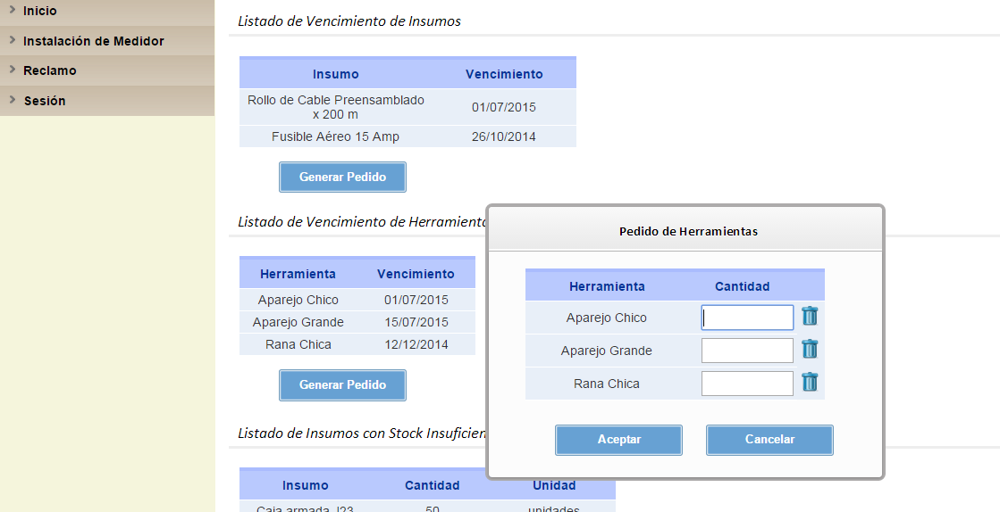 Inicio
Instalación de Medidor
Reclamo
Sesión
Listado de Vencimiento de Insumos
Insumo Vencimiento
Rollo de Cable Preensamblado
x 200 m
01/07/2015
Fusible Aéreo 15 Amp 26/10/2014
Generar Pedido
Listado de Vencimiento de Herramienta
Herramienta Vencimiento
Aparejo Chico 01/07/2015
Aparejo Grande 15/07/2015
Rana Chica 12/12/2014
Generar Pedido
Listado de Insumos con Stock Insuficien
Insumo Cantidad Unidad
Caja armada J23 50 unidades
Pedido de Herramientas
Herramienta Cantidad
Aparejo Chico
Aparejo Grande
Rana Chica
Aceptar Cancelar